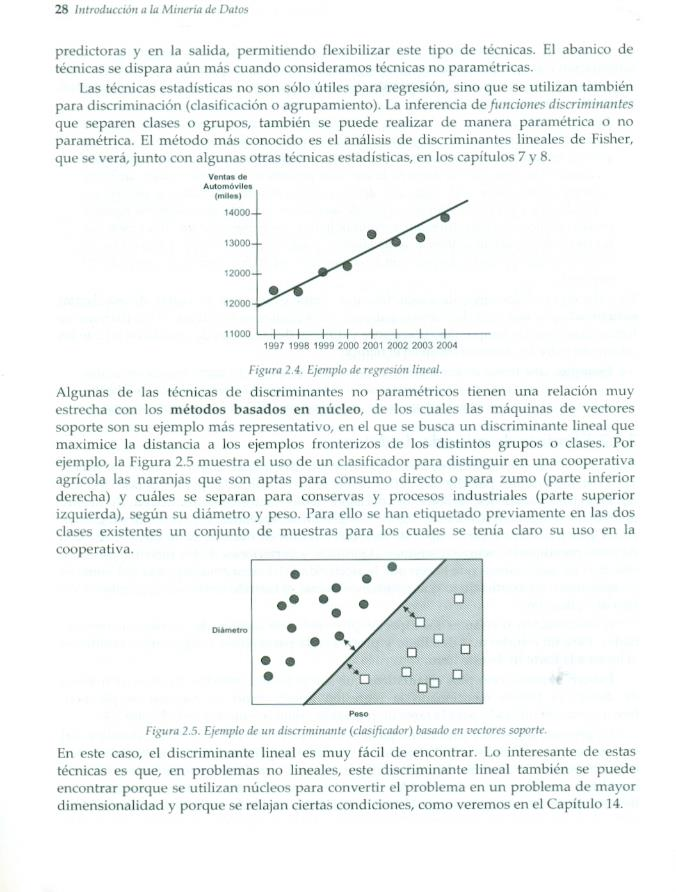 28 Introducción a la Minería de Datos
predictoras y en la salida, permitiendo flexibilizar este tipo de técnicas. El abanico de
técnicas se dispara aún más cuando consideramos técnicas no paramétricas.
Las técnicas estadísticas no son sólo útiles para regresión, sino que se utilizan también
para discriminación (clasificación o agrupamiento). La inferencia de funciones discriminantes
que separen clases o grupos, también se puede realizar de manera paramétrica o no
paramétrica. El método más conocido es el análisis de discriminantes lineales de Fisher,
que se verá, junto con algunas otras técnicas estadísticas, en los capítulos 7 y 8.
Ventas de
Automóviles
(miles)
14000
13000
12000
12000
11000
1997 1998 1999 2000 2001 2002 2003 2004
Figura 2.4. Ejemplo de regresión lineal.
Algunas de las técnicas de discriminantes no paramétricos tienen una relación muy
estrecha con los métodos basados en núcleo, de los cuales las máquinas de vectores
soporte son su ejemplo más representativo, en el que se busca un discriminante lineal que
maximice la distancia a los ejemplos fronterizos de los distintos grupos o clases. Por
ejemplo, la Figura 2.5 muestra el uso de un clasificador para distinguir en una cooperativa
agrícola las naranjas que son aptas para consumo directo o para zumo (parte inferior
derecha) y cuáles se separan para conservas y procesos industriales (parte superior
izquierda), según su diámetro y peso. Para ello se han etiquetado previamente en las dos
clases existentes un conjunto de muestras para los cuales se tenía claro su uso en la
cooperativa.
Diámetro
Peso
Figura 2.5. Ejemplo de un discriminante (clasificador) basado en vectores soporte.
En este caso, el discriminante lineal es muy fácil de encontrar. Lo interesante de estas
técnicas es que, en problemas no lineales, este discriminante lineal también se puede
encontrar porque se utilizan núcleos para convertir el problema en un problema de mayor
dimensionalidad y porque se relajan ciertas condiciones, como veremos en el Capítulo 14.